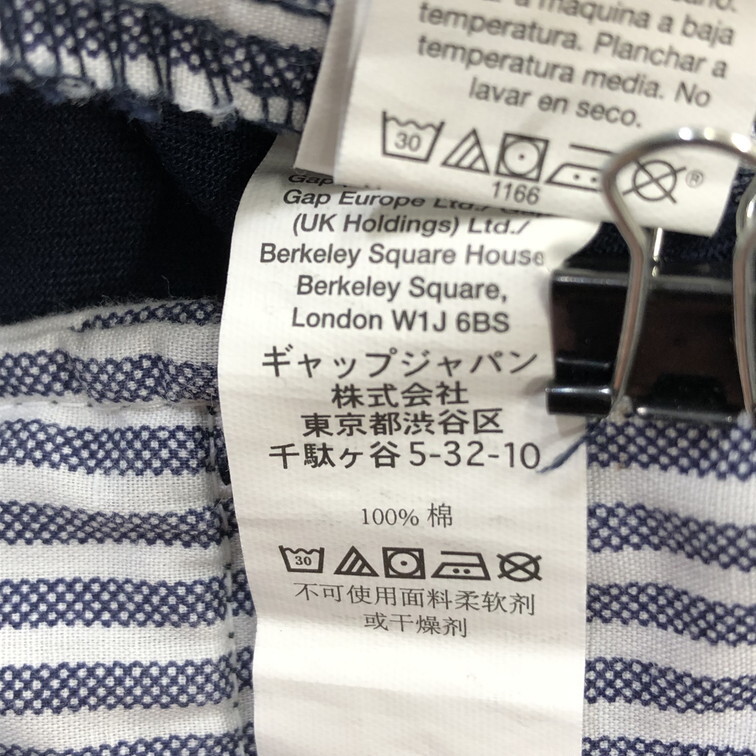 a maquina a baja
temperatura. Planchar a
temperatura media. No
lavar en seco.
30
®
1166
Gap
Gap Europe Ltd./
(UK Holdings) Ltd./
Berkeley Square House
Berkeley Square,
London W1J 6BS
ギャップジャパン
株式会社
東京都渋谷区
千駄ヶ谷 5-32-10
100% 棉
30
不可使用面料柔软剂
或干燥剂